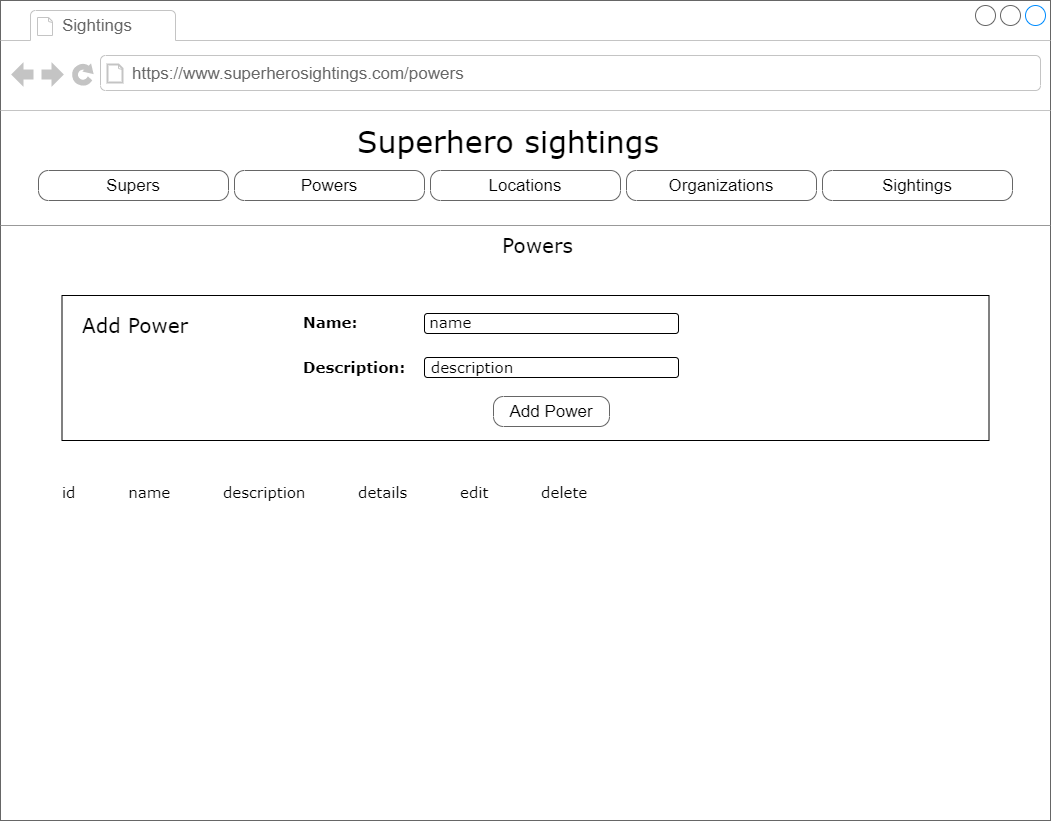 Sightings
https://www.superherosightings.com/powers
Superhero sightings
Supers Powers Locations Organizations Sightings
Powers
Add Power Name: name
Description: description
Add Power
id name description details edit delete